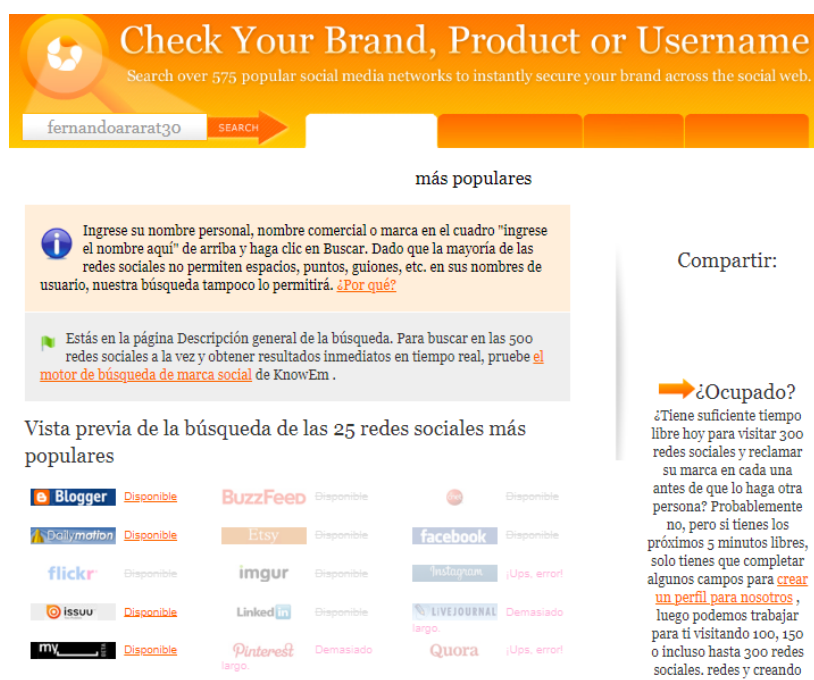 Check Your Brand, Product or Username
Search over 575 popular social media networks to instantly secure your brand across the social web.
fernandoararat30
SEARCH
más populares
Ingrese su nombre personal, nombre comercial o marca en el cuadro "ingrese
el nombre aquí" de arriba y haga clic en Buscar. Dado que la mayoría de las
redes sociales no permiten espacios, puntos, guiones, etc. en sus nombres de
usuario, nuestra búsqueda tampoco lo permitirá. ¿Por qué?
Estás en la página Descripción general de la búsqueda. Para buscar en las 500
redes sociales a la vez y obtener resultados inmediatos en tiempo real, pruebe el
motor de búsqueda de marca social de KnowEm .
Vista previa de la búsqueda de las 25 redes sociales más
populares
Blogger Disponible BuzzFeed Disponible Disponible
Dailymotion Disponible Etsy Disponible facebook Disponible
flickr Disponible imgur Disponible Instagram ¡Ups, error!
issuu Disponible Linked in Disponible LIVEJOURNAL Demasiado
largo.
my Disponible Pinterest Demasiado Quora ¡Ups, error!
largo.
Compartir:
¿Ocupado?
¿Tiene suficiente tiempo
libre hoy para visitar 300
redes sociales y reclamar
su marca en cada una
antes de que lo haga otra
persona? Probablemente
no, pero si tienes los
próximos 5 minutos libres,
solo tienes que completar
algunos campos para crear
un perfil para nosotros ,
luego podemos trabajar
para ti visitando 100, 150
o incluso hasta 300 redes
sociales. redes y creando